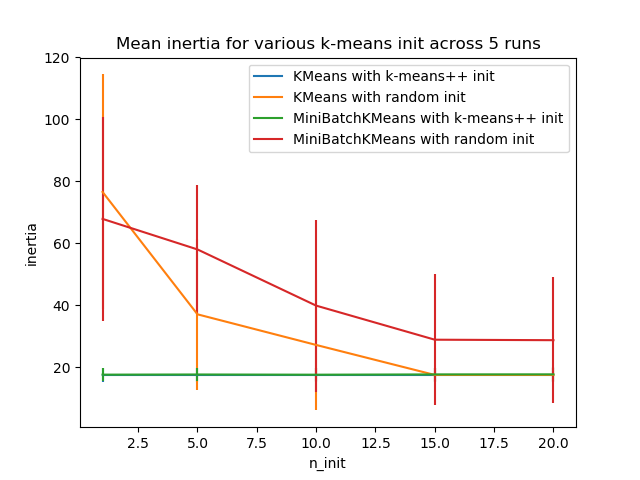 Mean inertia for various k-means init across 5 runs
120
KMeans with k-means++ init
KMeans with random init
MiniBatchKMeans with k-means++ init
MiniBatchKMeans with random init
100
80
60
40
20
inertia
2.5 5.0 7.5 10.0 12.5 15.0 17.5 20.0
n_init